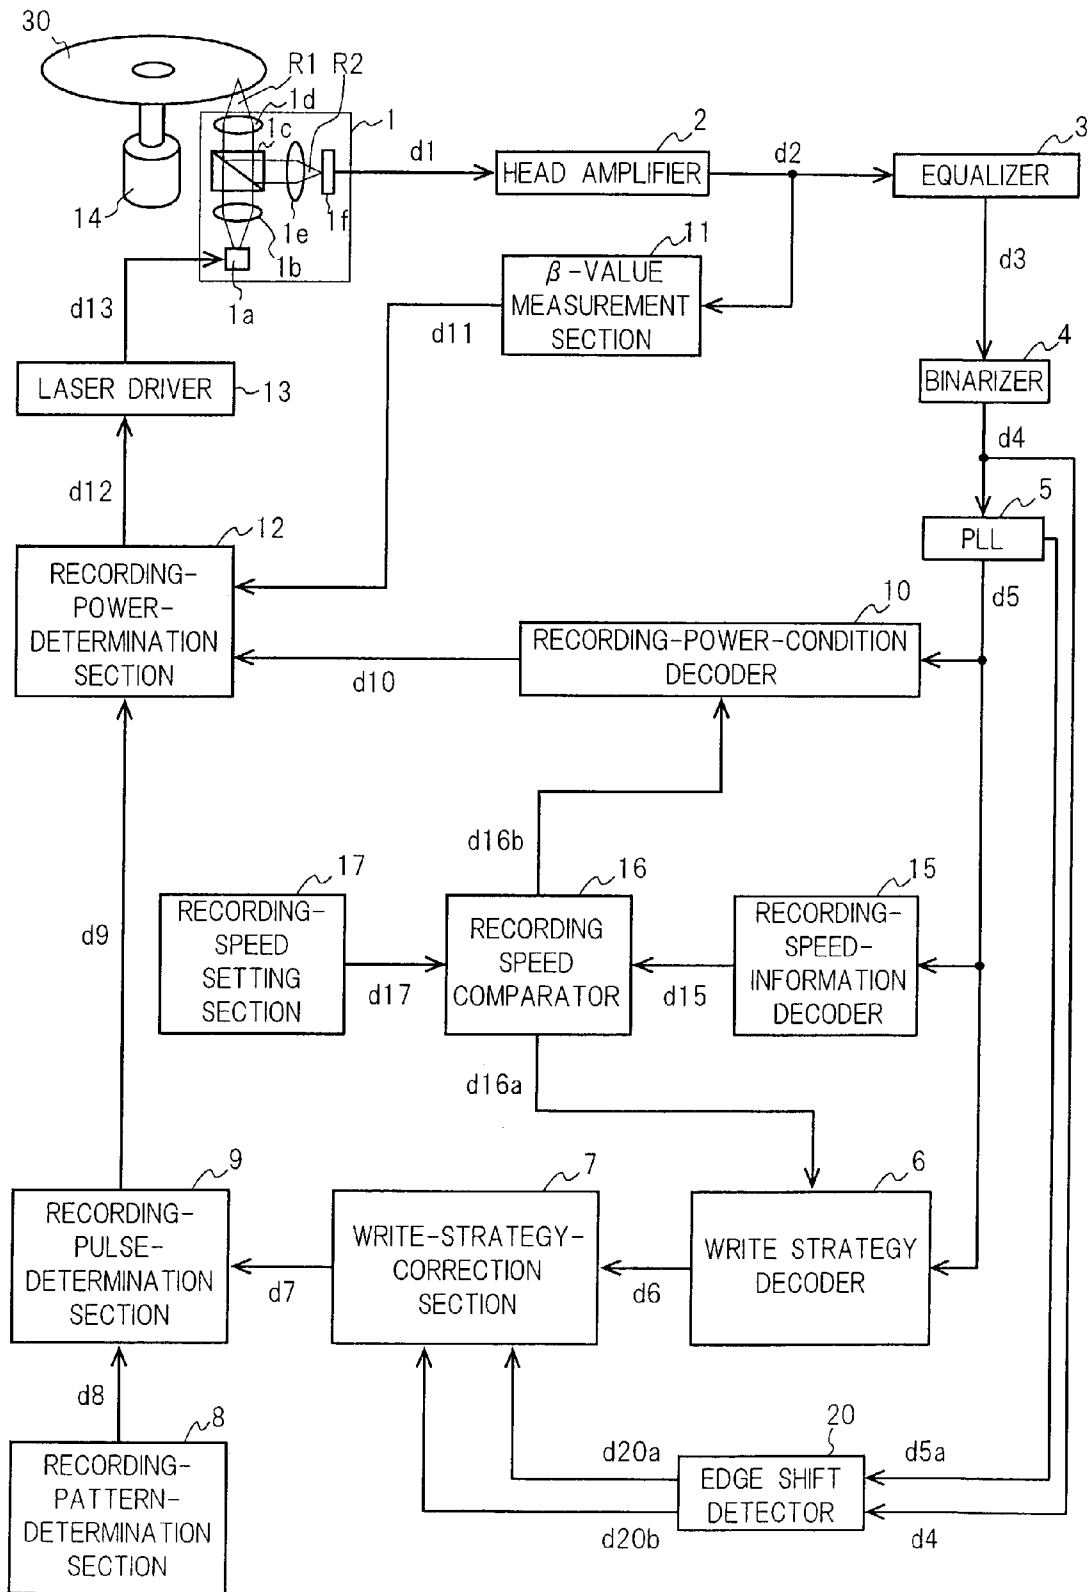 30
R1
R2
1d
1
1c
d1
2
HEAD AMPLIFIER
d2
3
EQUALIZER
14
1e
1f
1b
1a
11
β-VALUE
MEASUREMENT
SECTION
d3
d13
d11
4
BINARIZER
LASER DRIVER
13
d4
d12
5
PLL
12
RECORDING-
POWER-
DETERMINATION
SECTION
d5
10
RECORDING-POWER-CONDITION
DECODER
d10
d16b
17
RECORDING-
SPEED
SETTING
SECTION
16
RECORDING
SPEED
COMPARATOR
15
RECORDING-
SPEED-
INFORMATION
DECODER
d9
d17
d15
d16a
9
RECORDING-
PULSE-
DETERMINATION
SECTION
7
WRITE-STRATEGY-
CORRECTION
SECTION
6
WRITE STRATEGY
DECODER
d7
d6
d8
8
RECORDING-
PATTERN-
DETERMINATION
SECTION
20
EDGE SHIFT
DETECTOR
d20a
d5a
d20b
d4